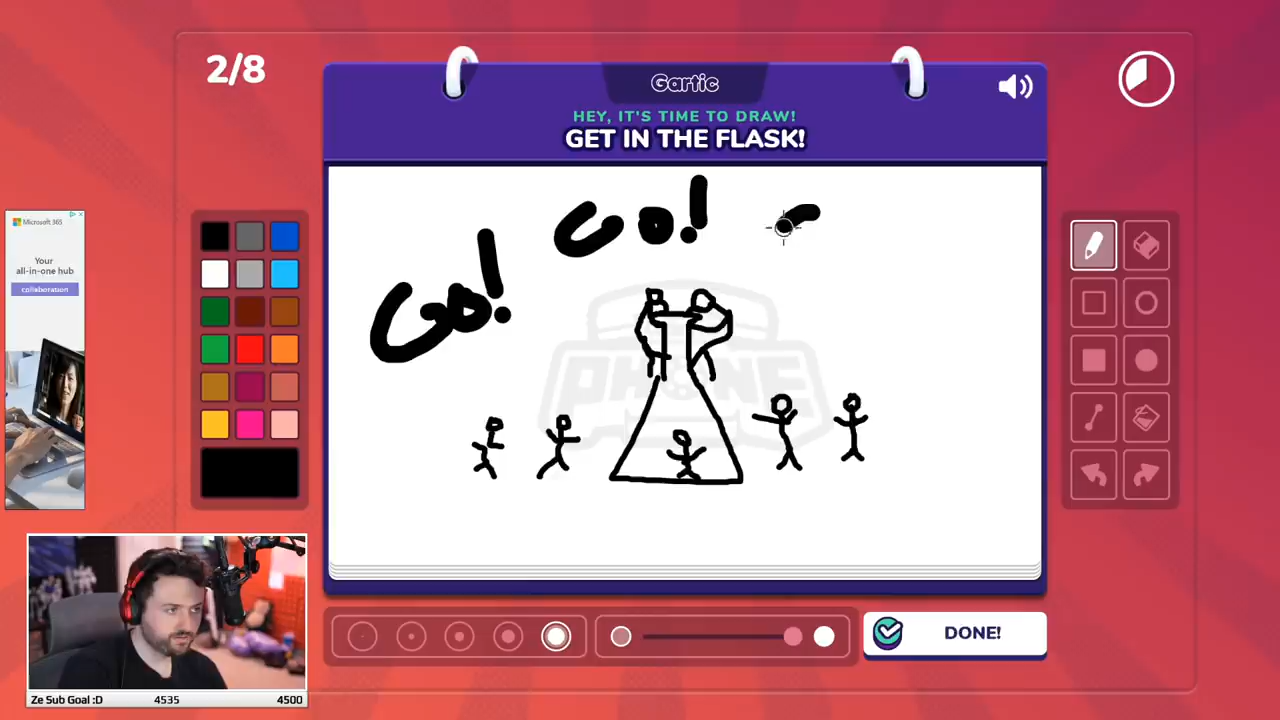 2/8
Gartic
HEY, IT'S TIME TO DRAW!
GET IN THE FLASK!
Go!
Go!
PHONE
Microsoft 365
Your
all-in-one hub
collaboration
DONE!
Ze Sub Goal :D 4535 4500